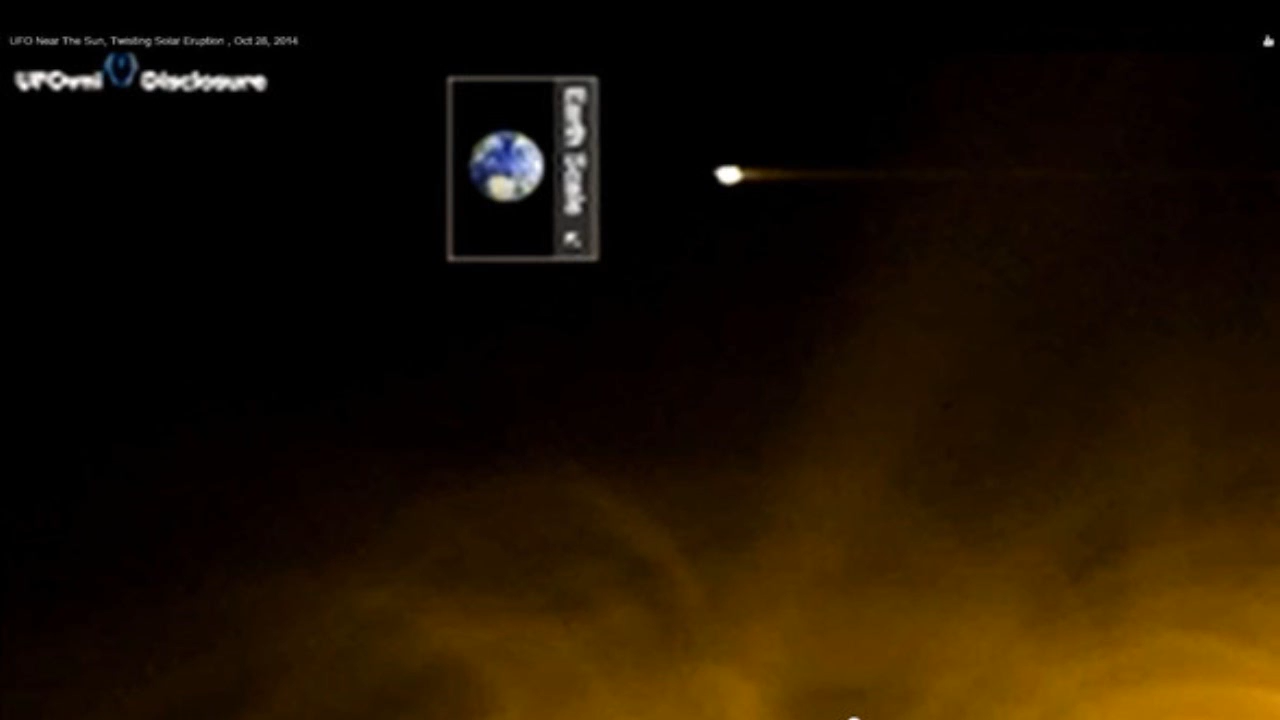 UFO Near The Sun, Twisting Solar Eruption , Oct 28, 2014
UFOvni Disclosure
Earth Scale